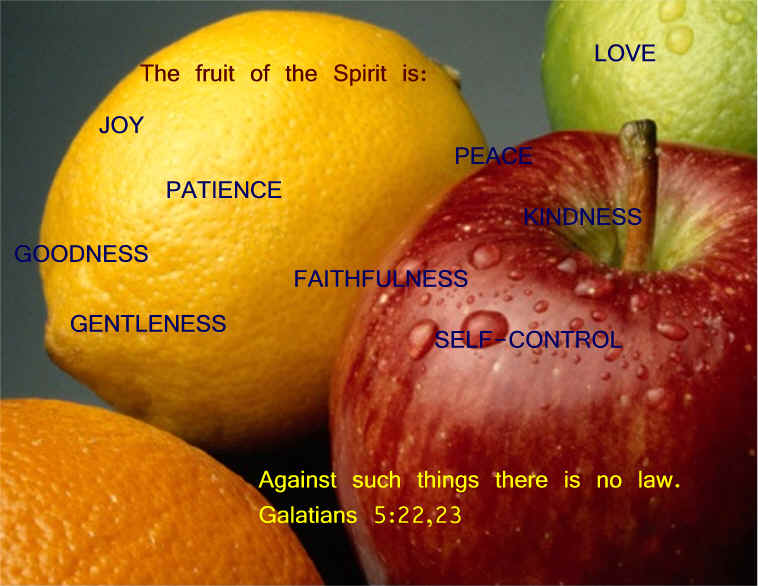 The fruit of the Spirit is:
LOVE
JOY
PEACE
PATIENCE
KINDNESS
GOODNESS
FAITHFULNESS
GENTLENESS
SELF-CONTROL
Against such things there is no law.
Galatians 5:22,23